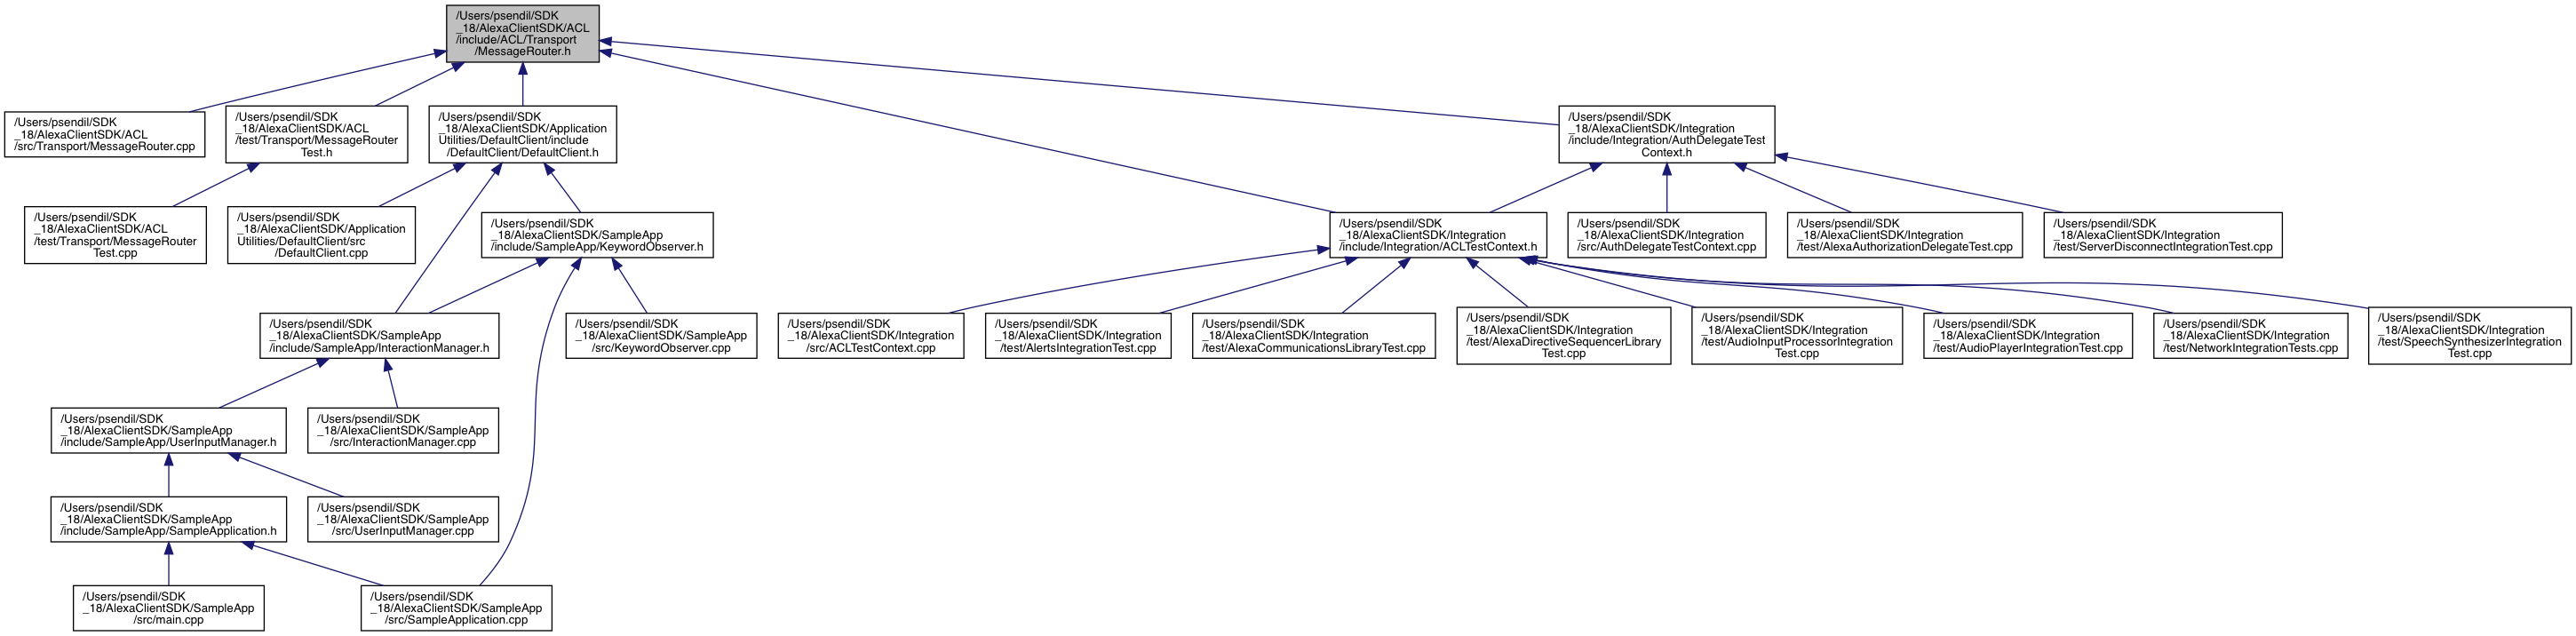 /Users/psendil/SDK
_18/AlexaClientSDK/ACL
/include/ACL/Transport
/MessageRouter.h
/Users/psendil/SDK
_18/AlexaClientSDK/ACL
/src/Transport/MessageRouter.cpp
/Users/psendil/SDK
_18/AlexaClientSDK/ACL
/test/Transport/MessageRouter
Test.h
/Users/psendil/SDK
_18/AlexaClientSDK/Application
Utilities/DefaultClient/include
/DefaultClient/DefaultClient.h
/Users/psendil/SDK
_18/AlexaClientSDK/Integration
/include/Integration/AuthDelegateTest
Context.h
/Users/psendil/SDK
_18/AlexaClientSDK/ACL
/test/Transport/MessageRouter
Test.cpp
/Users/psendil/SDK
_18/AlexaClientSDK/Application
Utilities/DefaultClient/src
/DefaultClient.cpp
/Users/psendil/SDK
_18/AlexaClientSDK/SampleApp
/include/SampleApp/KeywordObserver.h
/Users/psendil/SDK
_18/AlexaClientSDK/Integration
/include/Integration/ACLTestContext.h
/Users/psendil/SDK
_18/AlexaClientSDK/Integration
/src/AuthDelegateTestContext.cpp
/Users/psendil/SDK
_18/AlexaClientSDK/Integration
/test/AlexaAuthorizationDelegateTest.cpp
/Users/psendil/SDK
_18/AlexaClientSDK/Integration
/test/ServerDisconnectIntegrationTest.cpp
/Users/psendil/SDK
_18/AlexaClientSDK/SampleApp
/include/SampleApp/InteractionManager.h
/Users/psendil/SDK
_18/AlexaClientSDK/SampleApp
/src/KeywordObserver.cpp
/Users/psendil/SDK
_18/AlexaClientSDK/Integration
/src/ACLTestContext.cpp
/Users/psendil/SDK
_18/AlexaClientSDK/Integration
/test/AlertsIntegrationTest.cpp
/Users/psendil/SDK
_18/AlexaClientSDK/Integration
/test/AlexaCommunicationsLibraryTest.cpp
/Users/psendil/SDK
_18/AlexaClientSDK/Integration
/test/AlexaDirectiveSequencerLibrary
Test.cpp
/Users/psendil/SDK
_18/AlexaClientSDK/Integration
/test/AudioInputProcessorIntegration
Test.cpp
/Users/psendil/SDK
_18/AlexaClientSDK/Integration
/test/AudioPlayerIntegrationTest.cpp
/Users/psendil/SDK
_18/AlexaClientSDK/Integration
/test/NetworkIntegrationTests.cpp
/Users/psendil/SDK
_18/AlexaClientSDK/Integration
/test/SpeechSynthesizerIntegration
Test.cpp
/Users/psendil/SDK
_18/AlexaClientSDK/SampleApp
/include/SampleApp/UserInputManager.h
/Users/psendil/SDK
_18/AlexaClientSDK/SampleApp
/src/InteractionManager.cpp
/Users/psendil/SDK
_18/AlexaClientSDK/SampleApp
/include/SampleApp/SampleApplication.h
/Users/psendil/SDK
_18/AlexaClientSDK/SampleApp
/src/UserInputManager.cpp
/Users/psendil/SDK
_18/AlexaClientSDK/SampleApp
/src/main.cpp
/Users/psendil/SDK
_18/AlexaClientSDK/SampleApp
/src/SampleApplication.cpp